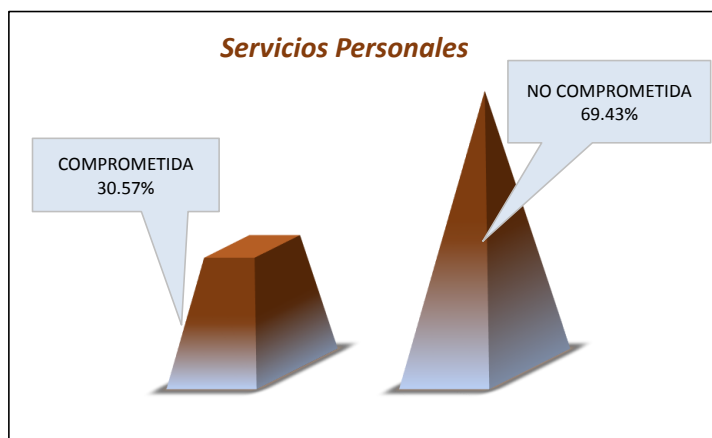 Servicios Personales
NO COMPROMETIDA
69.43%
COMPROMETIDA
30.57%